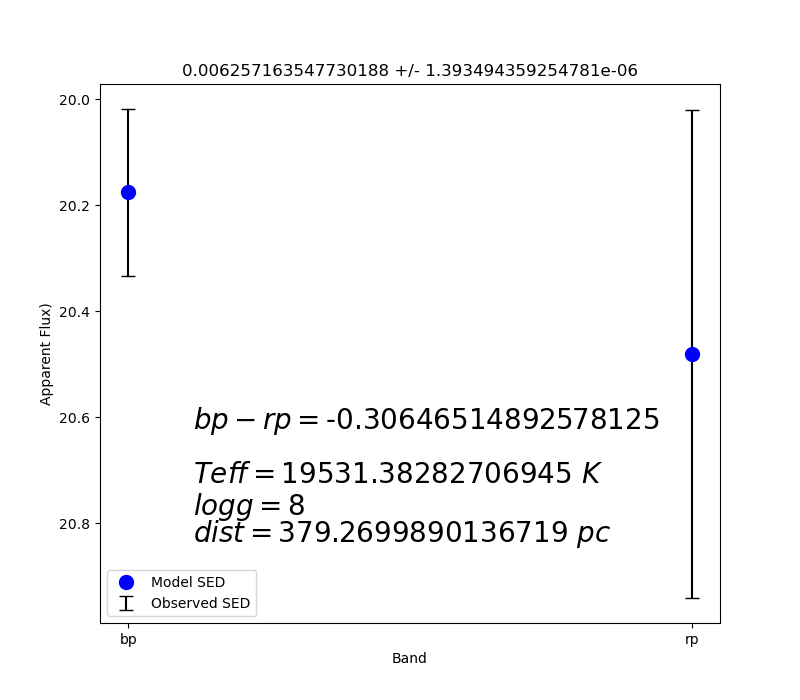 0.006257163547730188 +/- 1.393494359254781e-06
20.0
20.2
20.4
20.6
20.8
Apparent Flux)
bp − rp = -0.30646514892578125
Teff = 19531.38282706945 K
logg = 8
dist = 379.2699890136719 pc
Model SED
Observed SED
bp
rp
Band